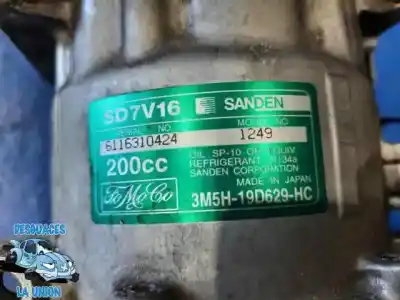 SD7V16 SANDEN
SERIAL NO MODEL NO
6116310424 1249
200cc
OIL SP-10 OR EQUIV
REFRIGERANT R134a
SANDEN CORPORATION
MADE IN JAPAN
FoMoCo
3M5H-19D629-HC
DESGUACES
LA UNION